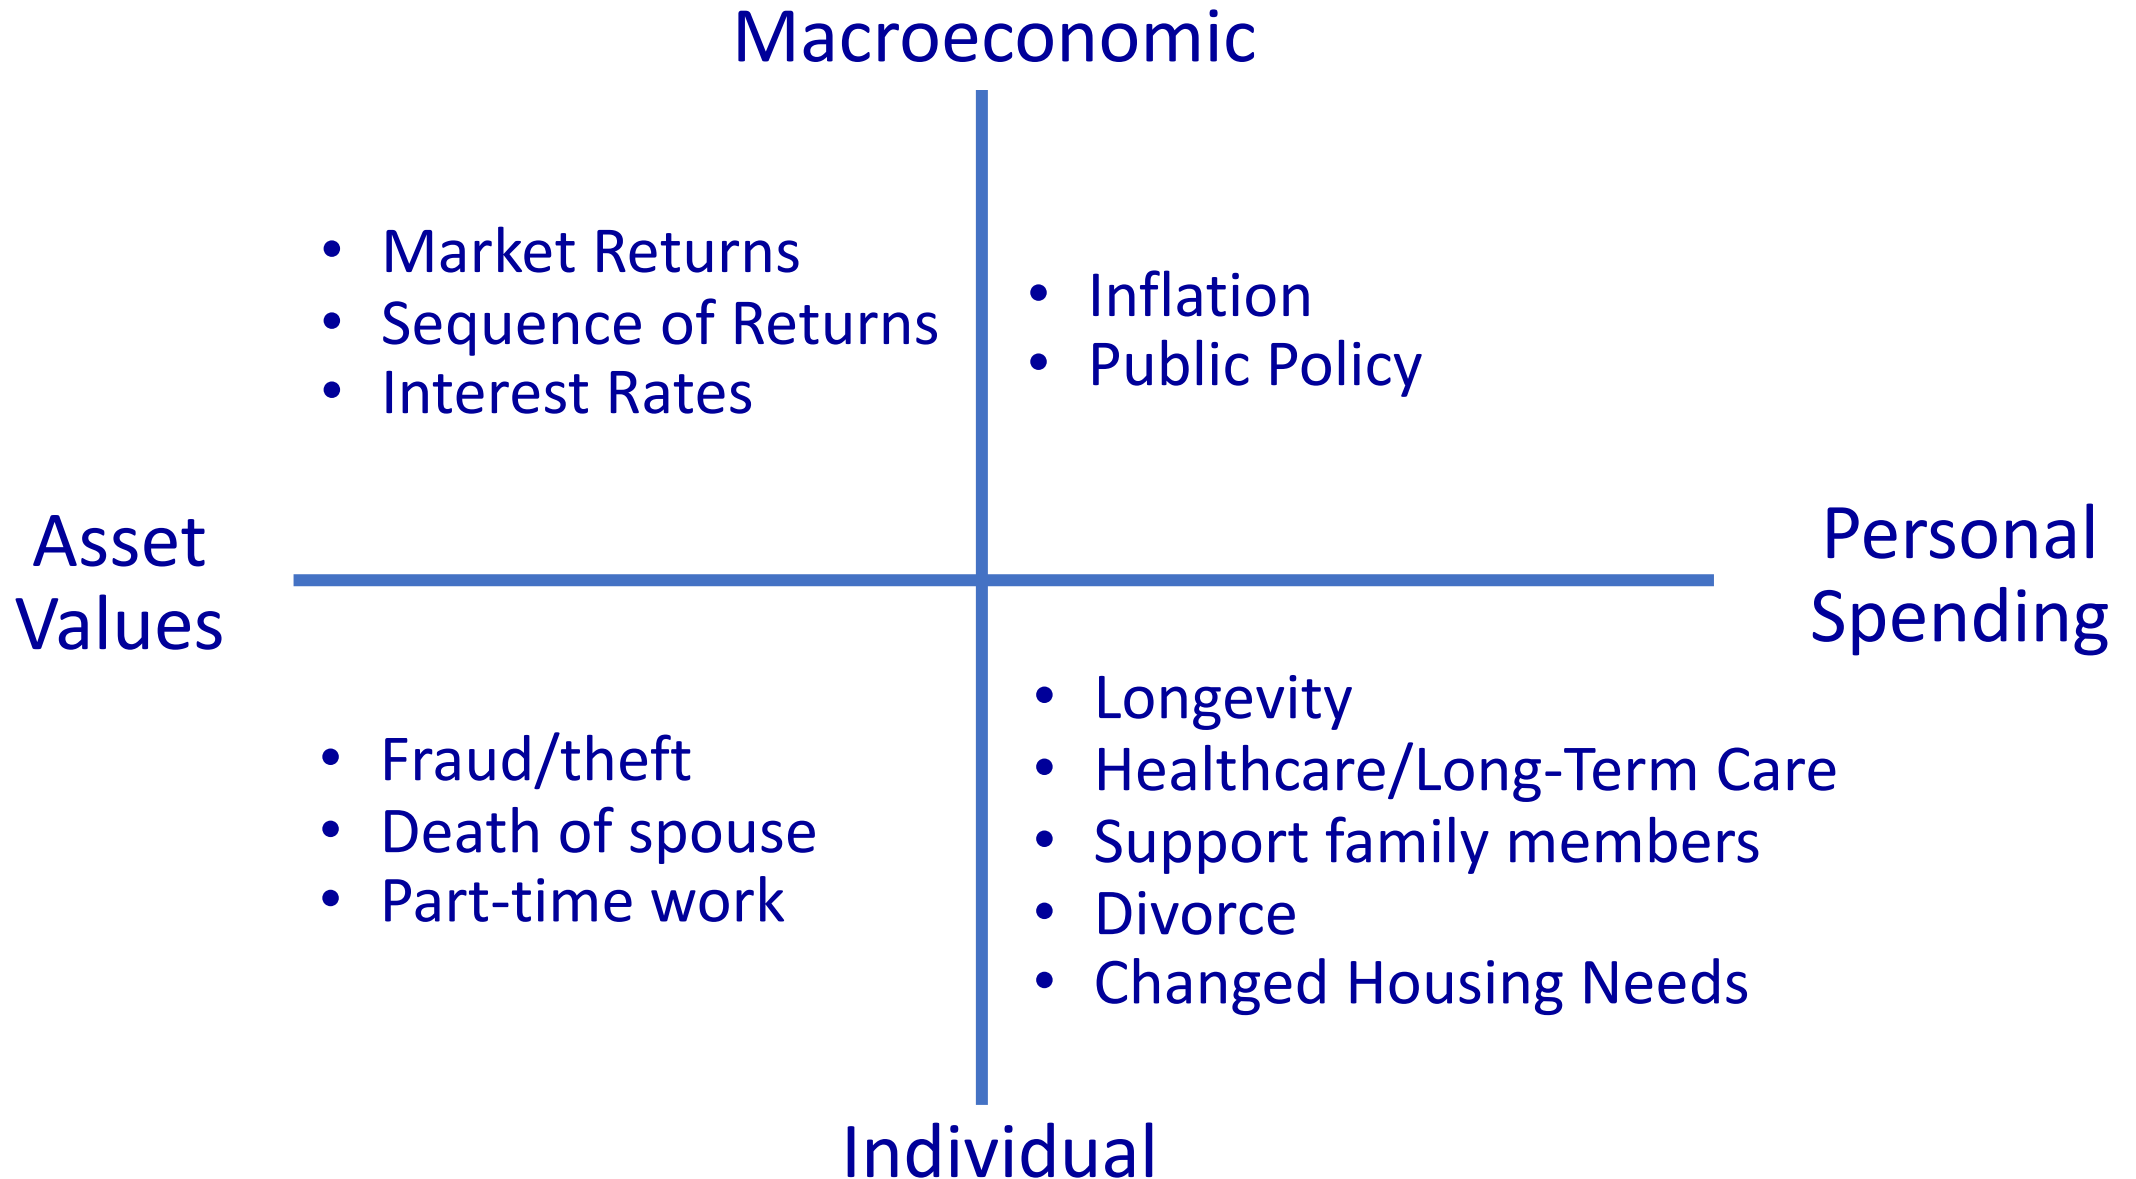 Macroeconomic
• Market Returns
• Sequence of Returns
• Interest Rates
• Inflation
• Public Policy
Asset
Values
Personal
Spending
• Fraud/theft
• Death of spouse
• Part-time work
• Longevity
• Healthcare/Long-Term Care
• Support family members
• Divorce
• Changed Housing Needs
Individual